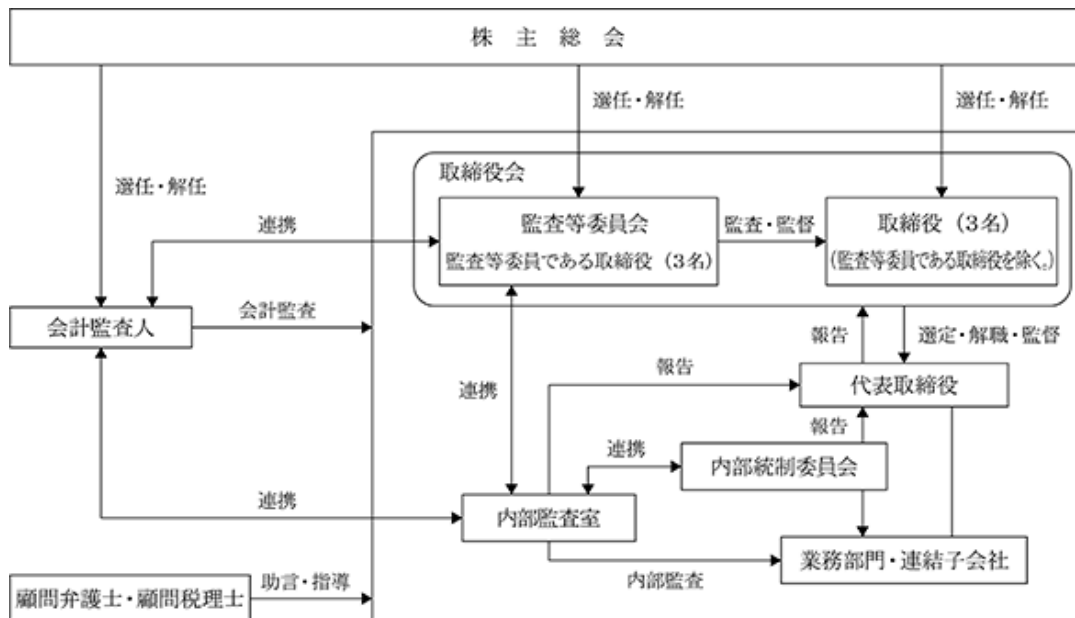 株主総会
選任・解任
選任・解任
選任・解任
取締役会
監査等委員会
監査等委員である取締役（3名）
監査・監督
取締役（3名）
（監査等委員である取締役を除く。）
連携
会計監査人
会計監査
報告
選定・解職・監督
連携
報告
代表取締役
報告
連携
内部統制委員会
連携
内部監査室
業務部門・連結子会社
内部監査
顧問弁護士・顧問税理士
助言・指導